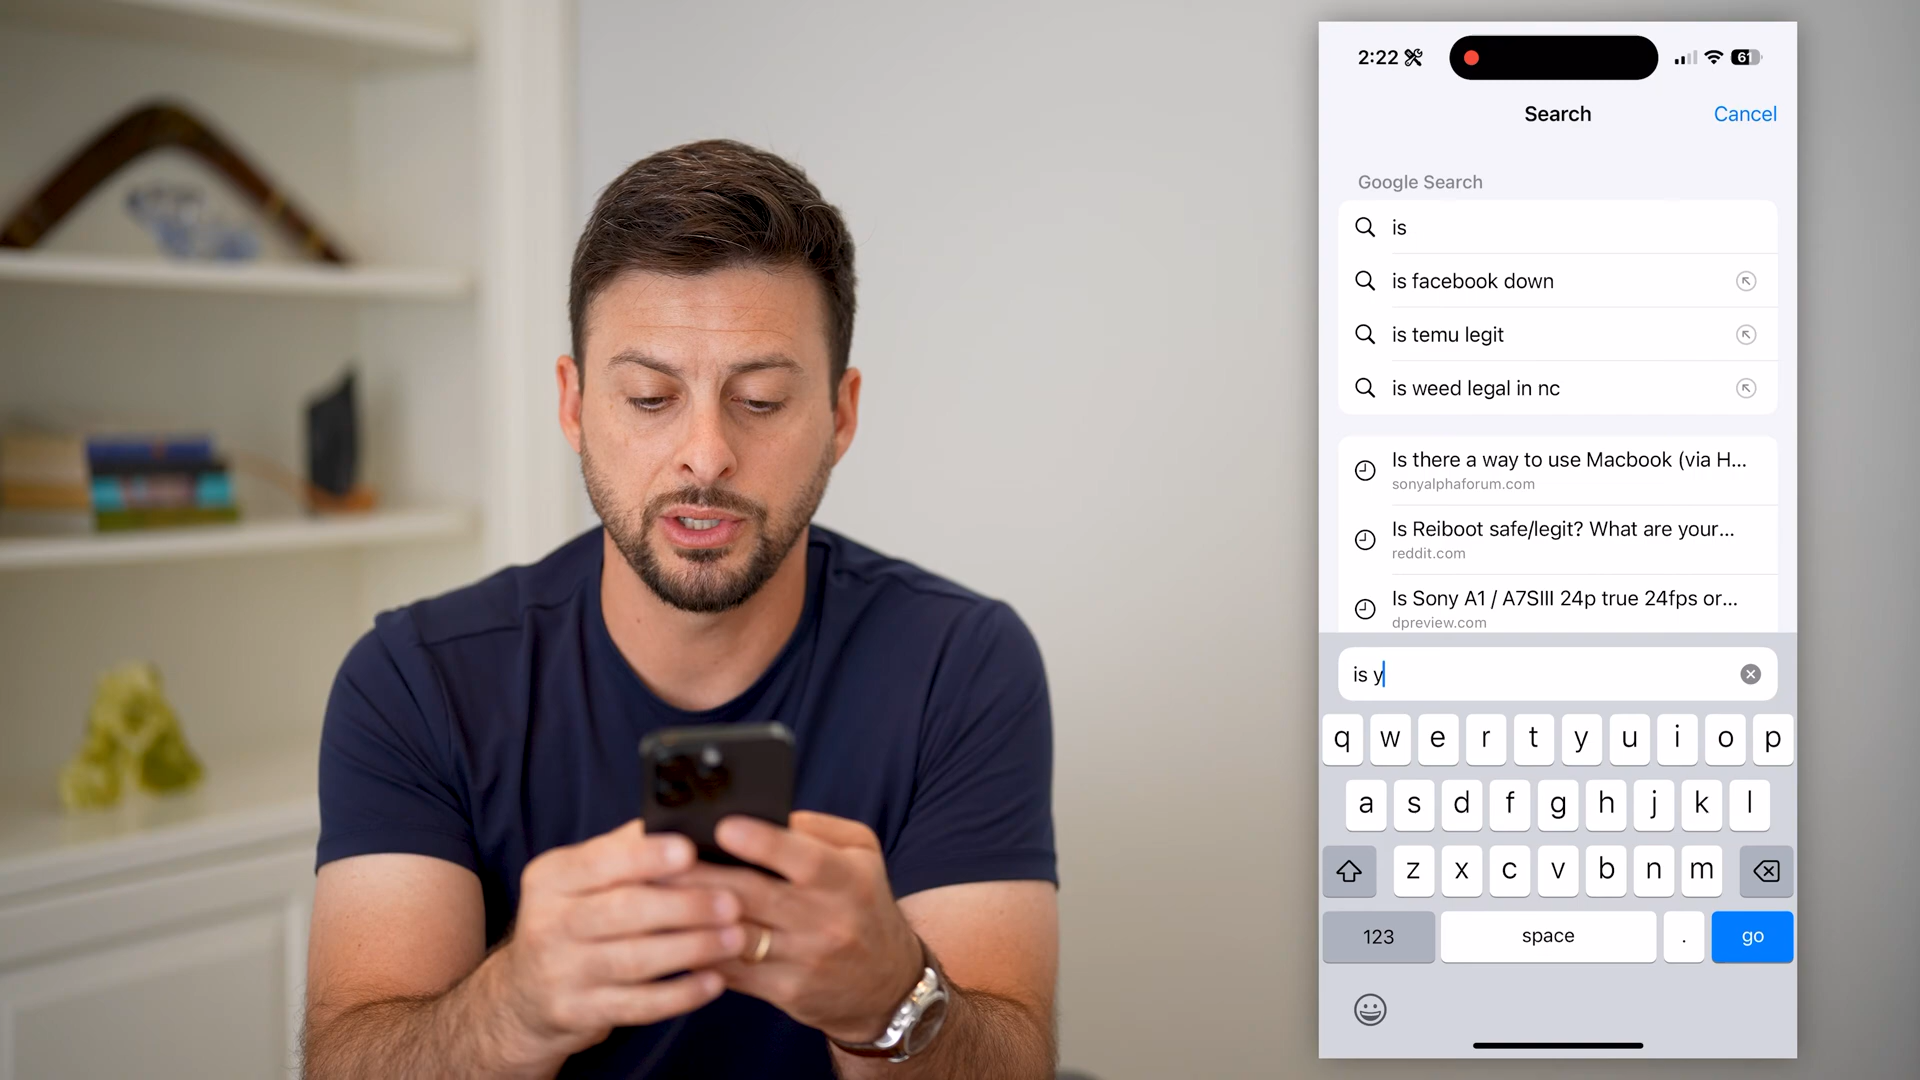 2:22
61
Search
Cancel
Google Search
is
is facebook down
is temu legit
is weed legal in nc
Is there a way to use Macbook (via H...
sonyalphaforum.com
Is Reiboot safe/legit? What are your...
reddit.com
Is Sony A1 / A7SIII 24p true 24fps or...
dpreview.com
is y
q w e r t y u i o p
a s d f g h j k l
z x c v b n m
123 space . go